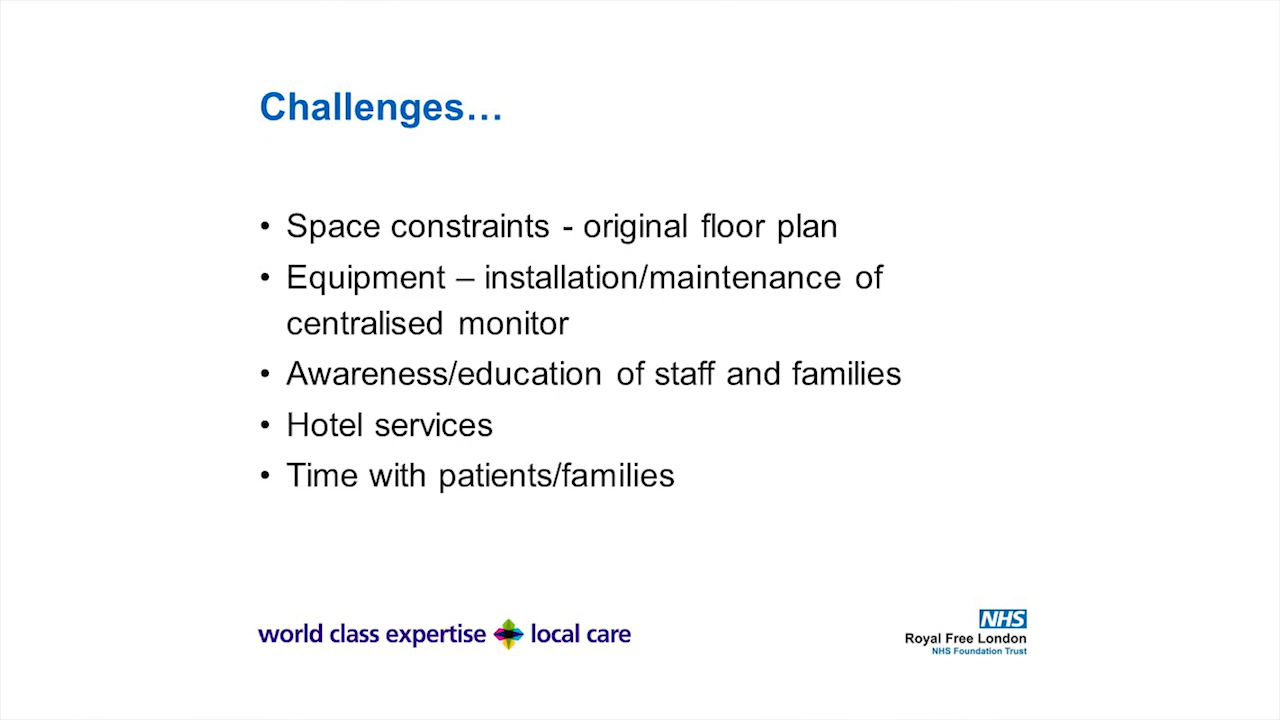 Challenges…
• Space constraints - original floor plan
• Equipment – installation/maintenance of
centralised monitor
• Awareness/education of staff and families
• Hotel services
• Time with patients/families
world class expertise local care
NHS
Royal Free London
NHS Foundation Trust